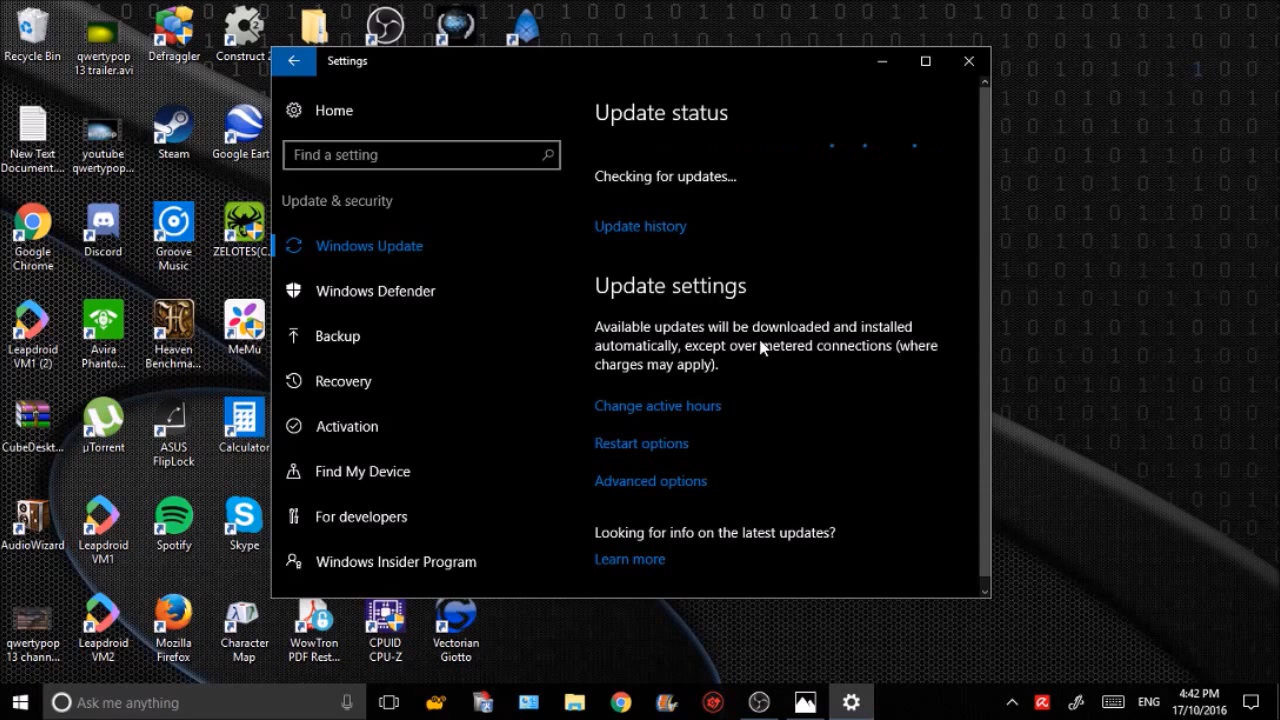 Settings
Home
Find a setting
Update & security
Windows Update
Windows Defender
Backup
Recovery
Activation
Find My Device
For developers
Windows Insider Program
Update status
Checking for updates...
Update history
Update settings
Available updates will be downloaded and installed
automatically, except over metered connections (where
charges may apply).
Change active hours
Restart options
Advanced options
Looking for info on the latest updates?
Learn more
Recycle Bin
qwertypop
13 trailer.avi
Defraggler
Construct 2
New Text
Document....
youtube
qwertypop...
Steam
Google Eart
Google
Chrome
Discord
Groove
Music
ZELOTES(C.
Leapdroid
VM1 (2)
Avira
Phanto...
Heaven
Benchma...
MeMu
CubeDeskt...
µTorrent
ASUS
FlipLock
Calculator
AudioWizard
Leapdroid
VM1
Spotify
Skype
qwertypop
13 chann...
Leapdroid
VM2
Mozilla
Firefox
Character
Map
WowTron
PDF Rest...
CPUID
CPU-Z
Vectorian
Giotto
Ask me anything
ENG
4:42 PM
17/10/2016